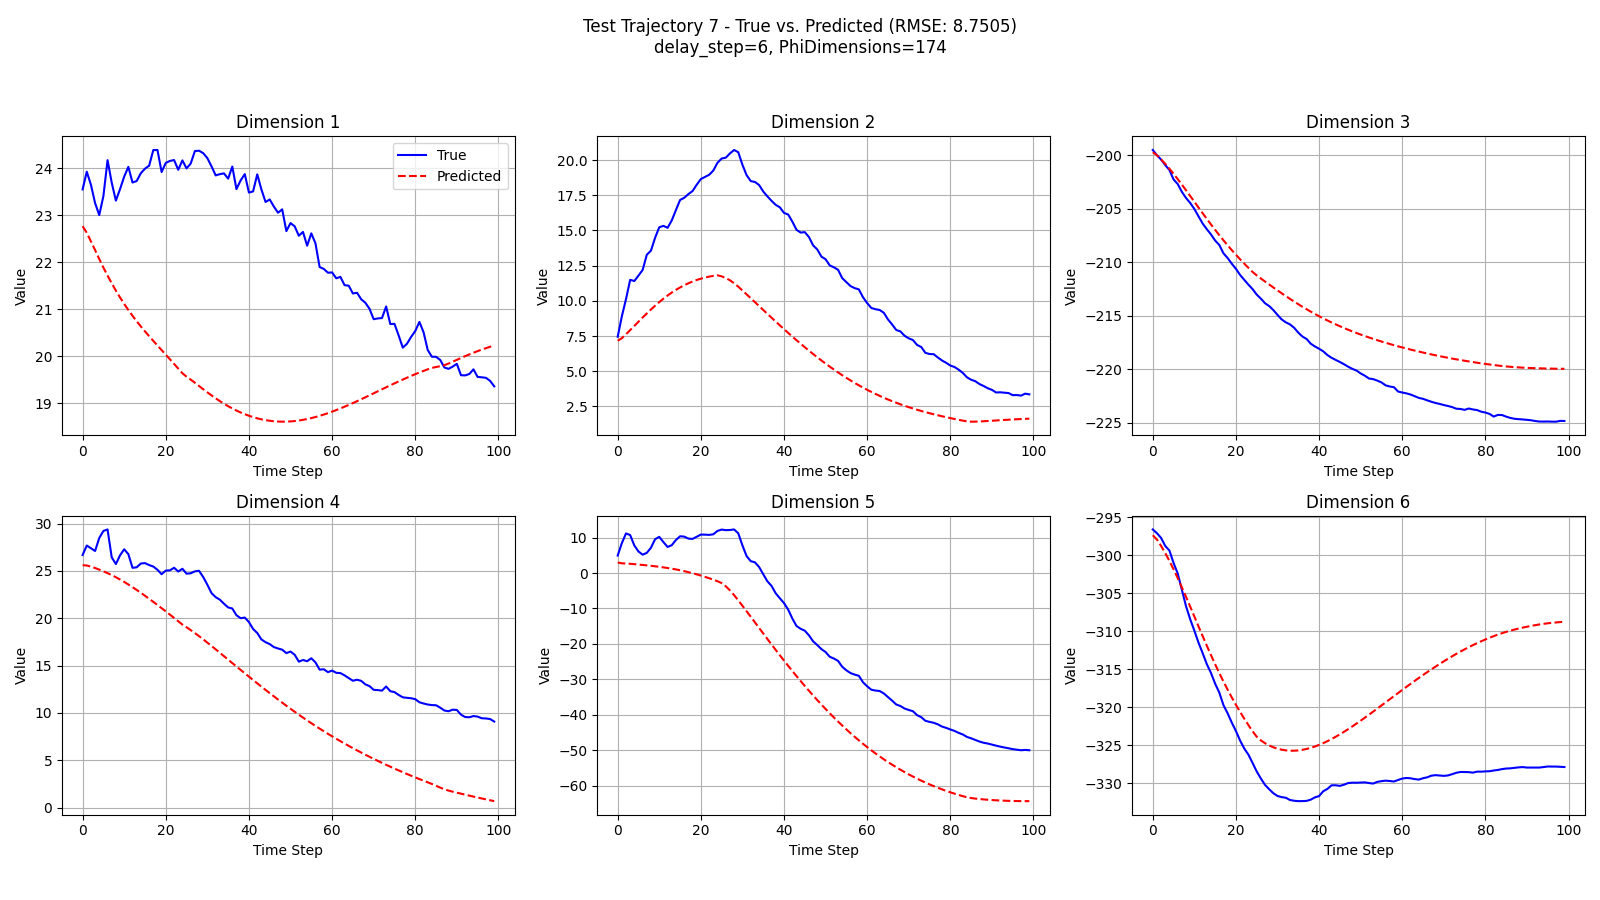 Test Trajectory 7 - True vs. Predicted (RMSE: 8.7505)
delay_step=6, PhiDimensions=174
Dimension 1
Value
24
23
22
21
20
19
0 20 40 60 80 100
Time Step
True
Predicted
Dimension 2
Value
20.0
17.5
15.0
12.5
10.0
7.5
5.0
2.5
0 20 40 60 80 100
Time Step
Dimension 3
Value
−200
−205
−210
−215
−220
−225
0 20 40 60 80 100
Time Step
Dimension 4
Value
30
25
20
15
10
5
0
0 20 40 60 80 100
Time Step
Dimension 5
Value
10
0
−10
−20
−30
−40
−50
−60
0 20 40 60 80 100
Time Step
Dimension 6
Value
−295
−300
−305
−310
−315
−320
−325
−330
0 20 40 60 80 100
Time Step